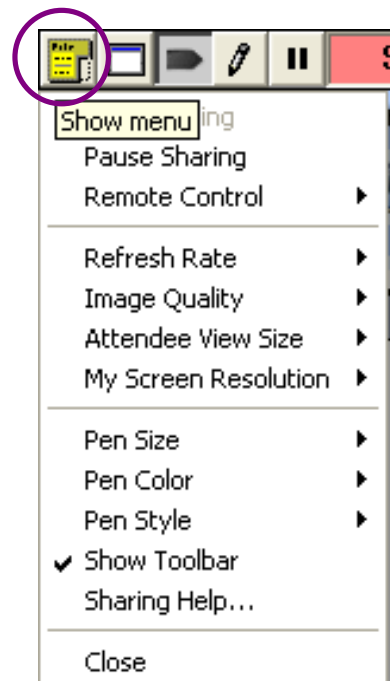 S
Show menu
ing
Pause Sharing
Remote Control
Refresh Rate
Image Quality
Attendee View Size
My Screen Resolution
Pen Size
Pen Color
Pen Style
Show Toolbar
Sharing Help...
Close